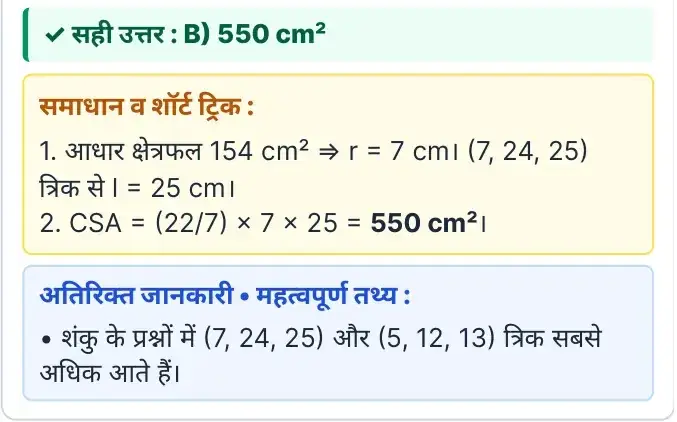 ✓ सही उत्तर : B) 550 cm²
समाधान व शॉर्ट ट्रिक :
1. आधार क्षेत्रफल 154 cm² ⇒ r = 7 cm। (7, 24, 25)
त्रिक से l = 25 cm।
2. CSA = (22/7) × 7 × 25 = 550 cm²।
अतिरिक्त जानकारी • महत्वपूर्ण तथ्य :
• शंकु के प्रश्नों में (7, 24, 25) और (5, 12, 13) त्रिक सबसे
अधिक आते हैं।